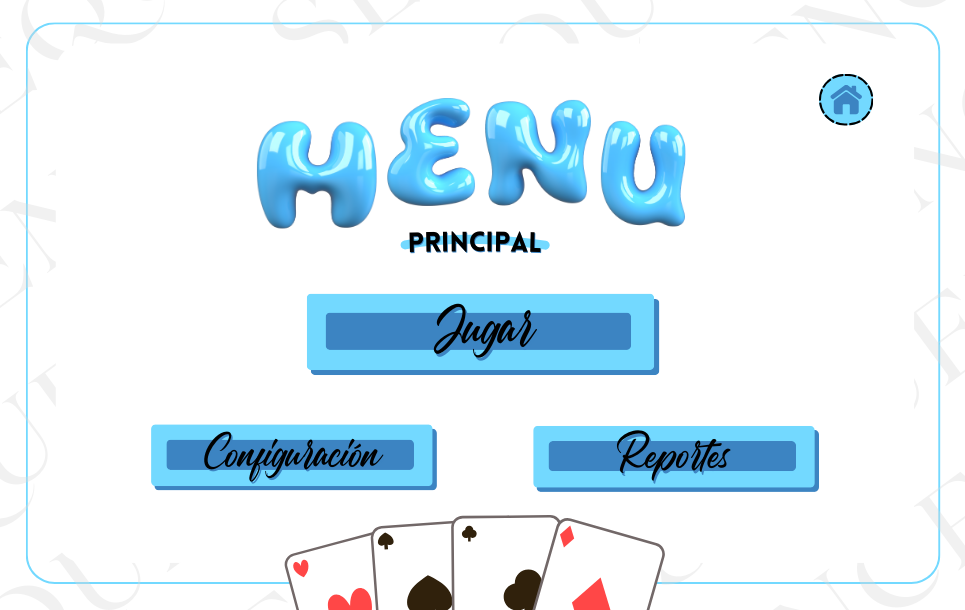 MENU
PRINCIPAL
Jugar
Configuración
Reportes